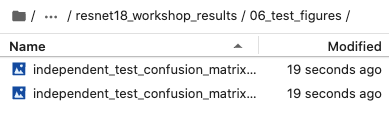 / ··· / resnet18_workshop_results / 06_test_figures /
Name Modified
independent_test_confusion_matrix... 19 seconds ago
independent_test_confusion_matrix... 19 seconds ago